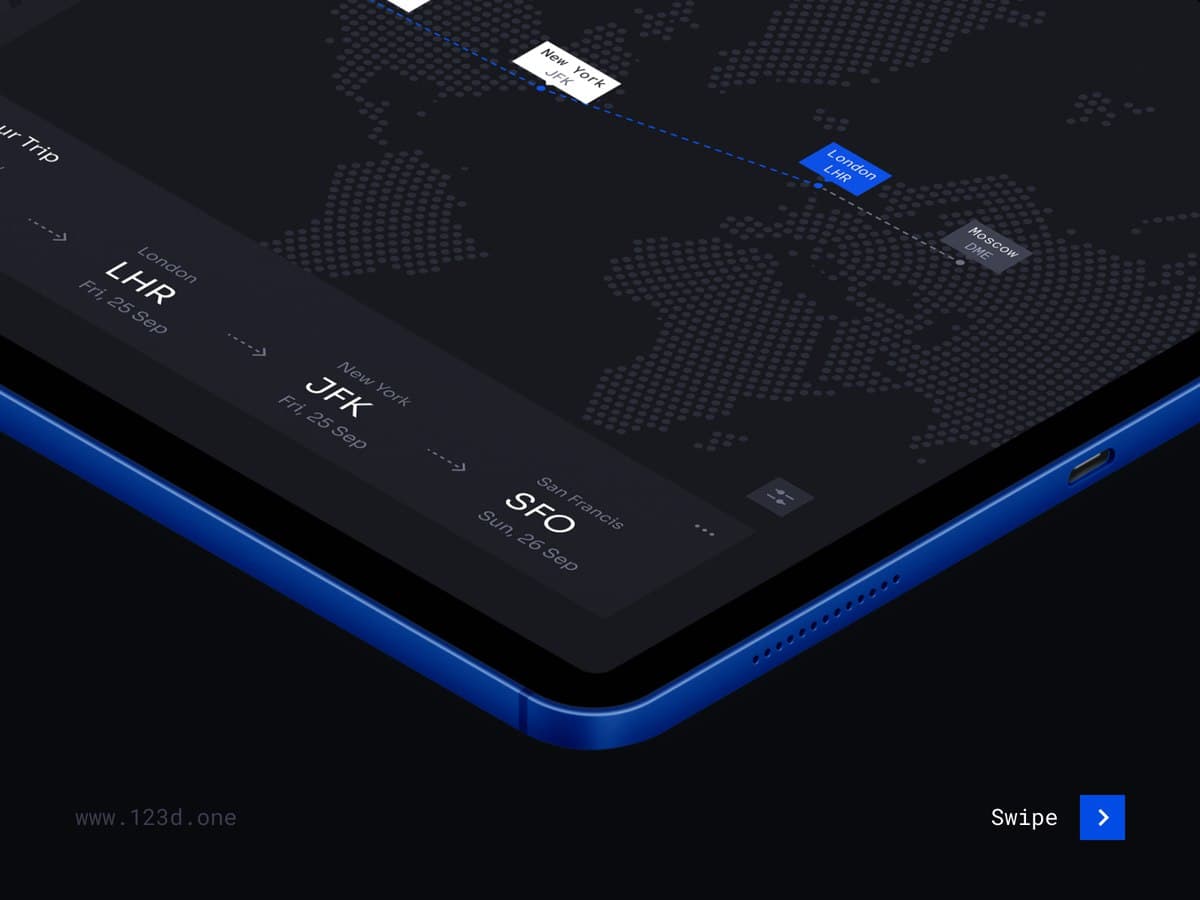 New York
JFK
London
LHR
Moscow
DME
ur Trip
London
LHR
Fri, 25 Sep
New York
JFK
Fri, 25 Sep
San Francis
SFO
Sun, 26 Sep
www.123d.one
Swipe